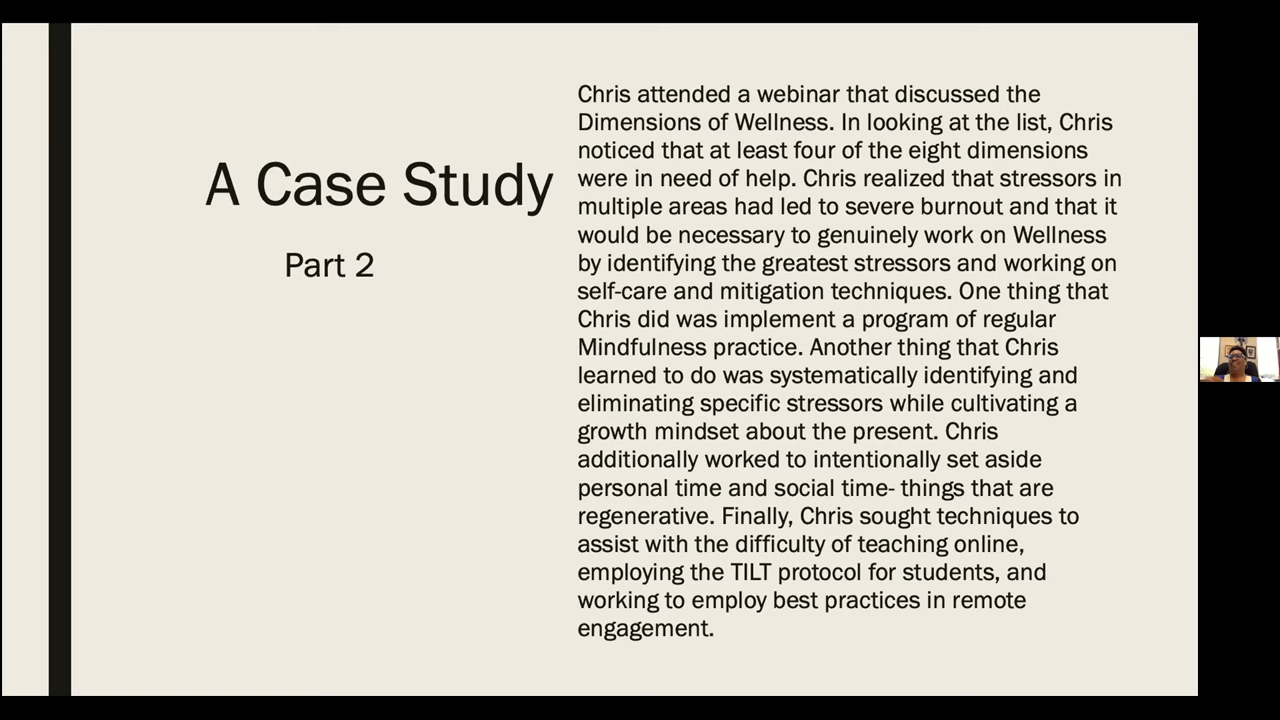 A Case Study
Part 2
Chris attended a webinar that discussed the
Dimensions of Wellness. In looking at the list, Chris
noticed that at least four of the eight dimensions
were in need of help. Chris realized that stressors in
multiple areas had led to severe burnout and that it
would be necessary to genuinely work on Wellness
by identifying the greatest stressors and working on
self-care and mitigation techniques. One thing that
Chris did was implement a program of regular
Mindfulness practice. Another thing that Chris
learned to do was systematically identifying and
eliminating specific stressors while cultivating a
growth mindset about the present. Chris
additionally worked to intentionally set aside
personal time and social time- things that are
regenerative. Finally, Chris sought techniques to
assist with the difficulty of teaching online,
employing the TILT protocol for students, and
working to employ best practices in remote
engagement.